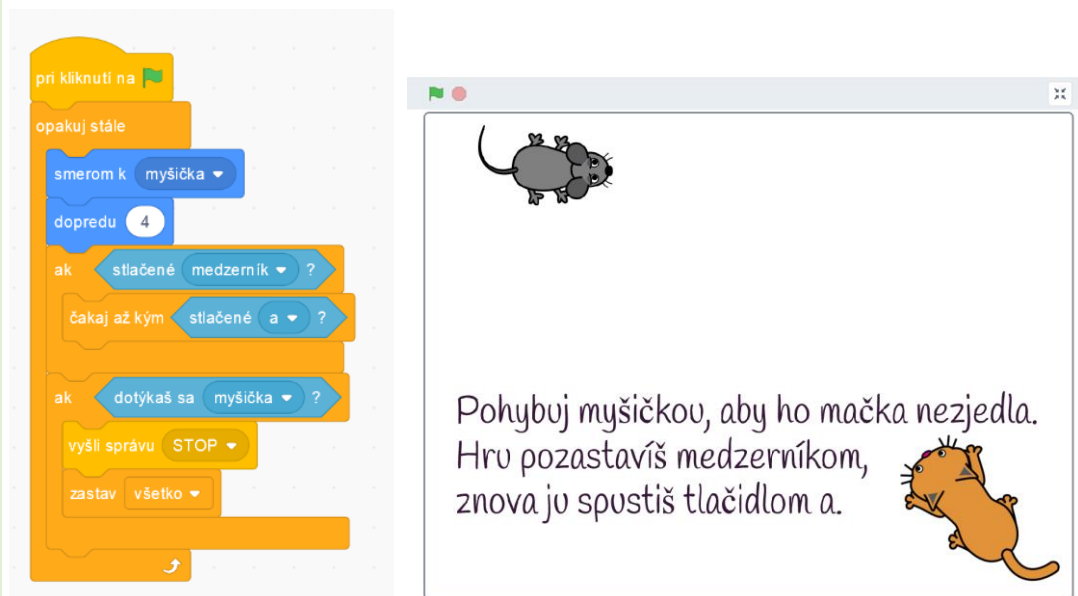 pri kliknutí na
opakuj stále
smerom k myšička
dopredu 4
ak stlačené medzerník ?
čakaj až kým stlačené a ?
ak dotýkaš sa myšička ?
vyšli správu STOP
zastav všetko
Pohybuj myšičkou, aby ho mačka nezjedla.
Hru pozastavíš medzerníkom,
znova ju spustíš tlačidlom a.